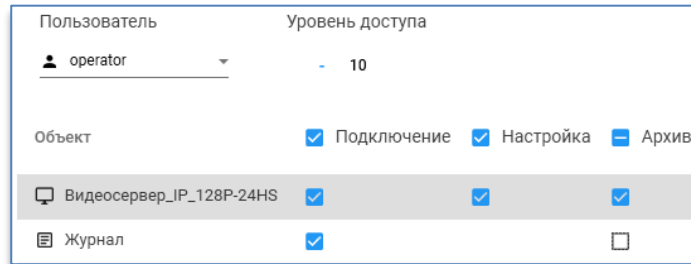 Пользователь Уровень доступа
operator - 10
Объект Подключение Настройка Архив
Видеосервер_IP_128P-24HS
Журнал